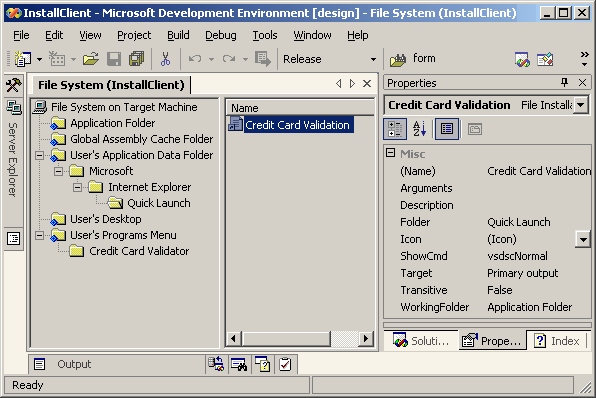 InstallClient - Microsoft Development Environment [design] - File System (InstallClient)
File Edit View Project Build Debug Tools Window Help
Release form
Server Explorer
File System (InstallClient)
File System on Target Machine
Application Folder
Global Assembly Cache Folder
User's Application Data Folder
Microsoft
Internet Explorer
Quick Launch
User's Desktop
User's Programs Menu
Credit Card Validator
Name
Credit Card Validation
Properties
Credit Card Validation File Installa
Misc
(Name) Credit Card Validation
Arguments
Description
Folder Quick Launch
Icon (Icon)
ShowCmd vsdscNormal
Target Primary output
Transitive False
WorkingFolder Application Folder
Soluti... Prope... Index
Output
Ready